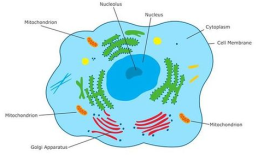 Nucleolus
Nucleus
Mitochondrion
Cytoplasm
Cell Membrane
Mitochondrion
Mitochondrion
Golgi Apparatus